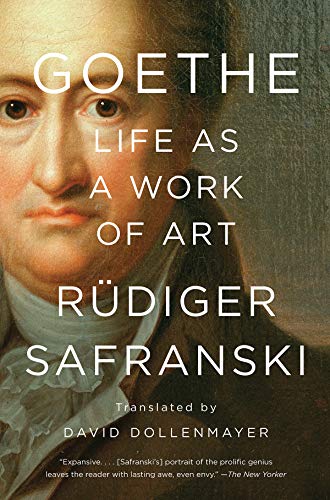 GOETHE
LIFE AS
A WORK
OF ART
RÜDIGER
SAFRANSKI
Translated by
DAVID DOLLENMAYER
"Expansive. . . . [Safranski's] portrait of the prolific genius
leaves the reader with lasting awe, even envy." —The New Yorker